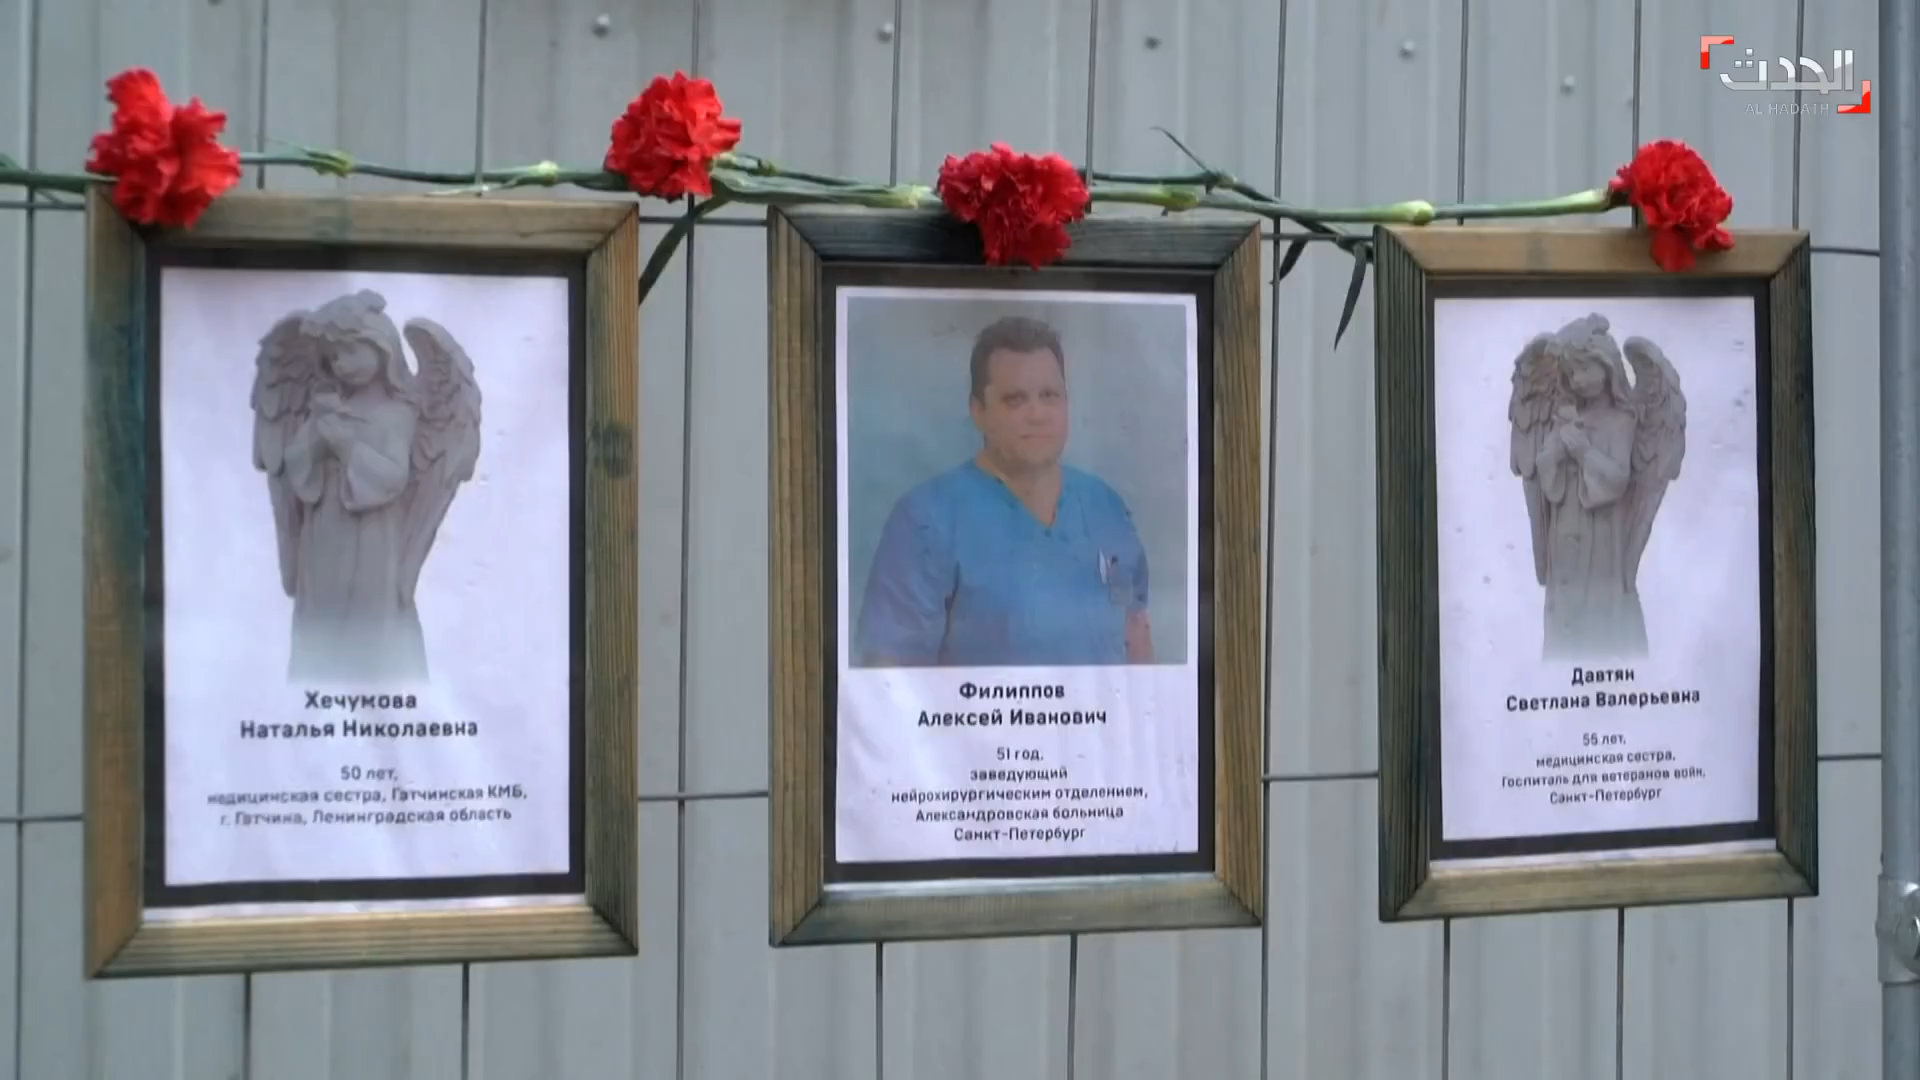 الحدث
AL HADATH
Хечумова
Наталья Николаевна
50 лет,
медицинская сестра, Гатчинская КМБ,
г. Гатчина, Ленинградская область
Филиппов
Алексей Иванович
51 год,
заведующий
нейрохирургическим отделением,
Александровская больница
Санкт-Петербург
Давтян
Светлана Валерьевна
55 лет,
медицинская сестра,
Госпиталь для ветеранов войн,
Санкт-Петербург